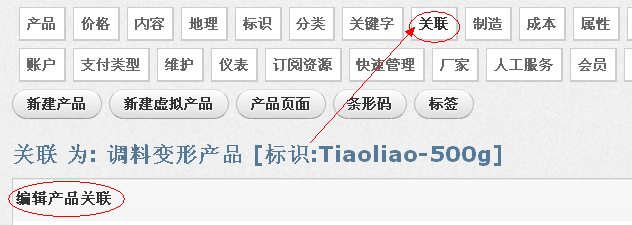 产品 价格 内容 地理 标识 分类 关键字 关联 制造 成本 属性
账户 支付类型 维护 仪表 订阅资源 快速管理 厂家 人工服务 会员
新建产品 新建虚拟产品 产品页面 条形码 标签
关联 为: 调料变形产品 [标识:Tiaoliao-500g]
编辑产品关联